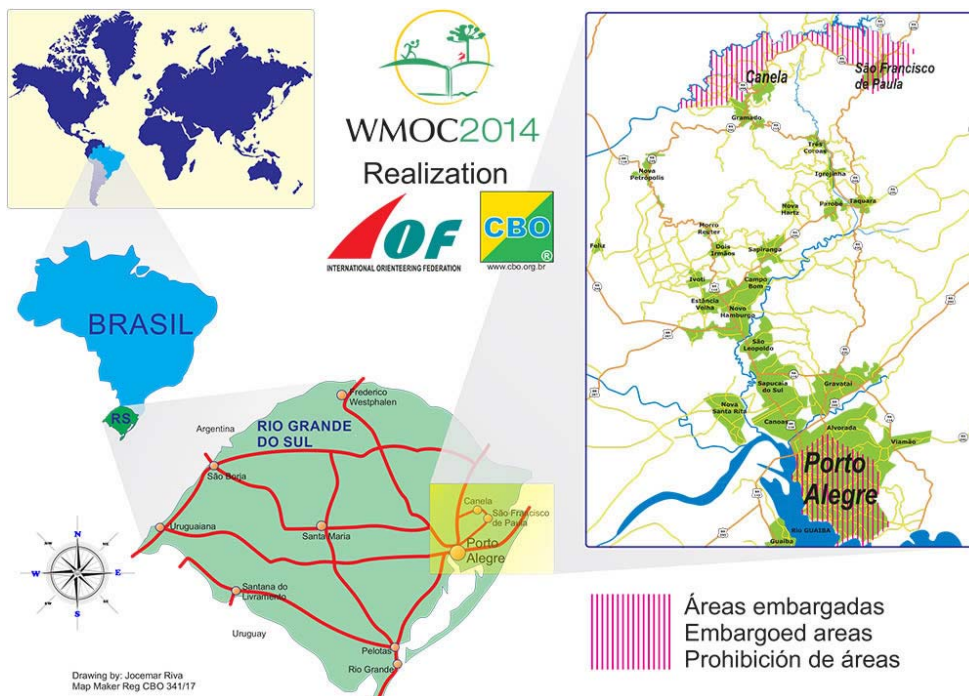 WMOC2014
Realization
IOF
INTERNATIONAL ORIENTEERING FEDERATION
CBO
®
www.cbo.org.br
BRASIL
RS
RIO GRANDE
DO SUL
Argentina
Frederico
Westphalen
São Borja
Uruguaiana
Santa Maria
Canela
São Francisco
de Paula
Porto
Alegre
Santana do
Livramento
Uruguay
Pelotas
Rio Grande
N
W
E
S
Drawing by: Jocemar Riva
Map Maker Reg CBO 341/17
Canela
São Francisco
de Paula
Gramado
Três
Coroas
Nova
Petrópolis
Igrejinha
Nova
Hartz
Parobé
Taquara
Morro
Reuter
Feliz
Dois
Irmãos
Sapiranga
Ivoti
Campo
Bom
Estância
Velha
Novo
Hamburgo
São
Leopoldo
Sapucaia
do Sul
Gravataí
Nova
Santa Rita
Canoas
Alvorada
Viamão
Porto
Alegre
Rio GUAIBA
Guaíba
Áreas embargadas
Embargoed areas
Prohibición de áreas